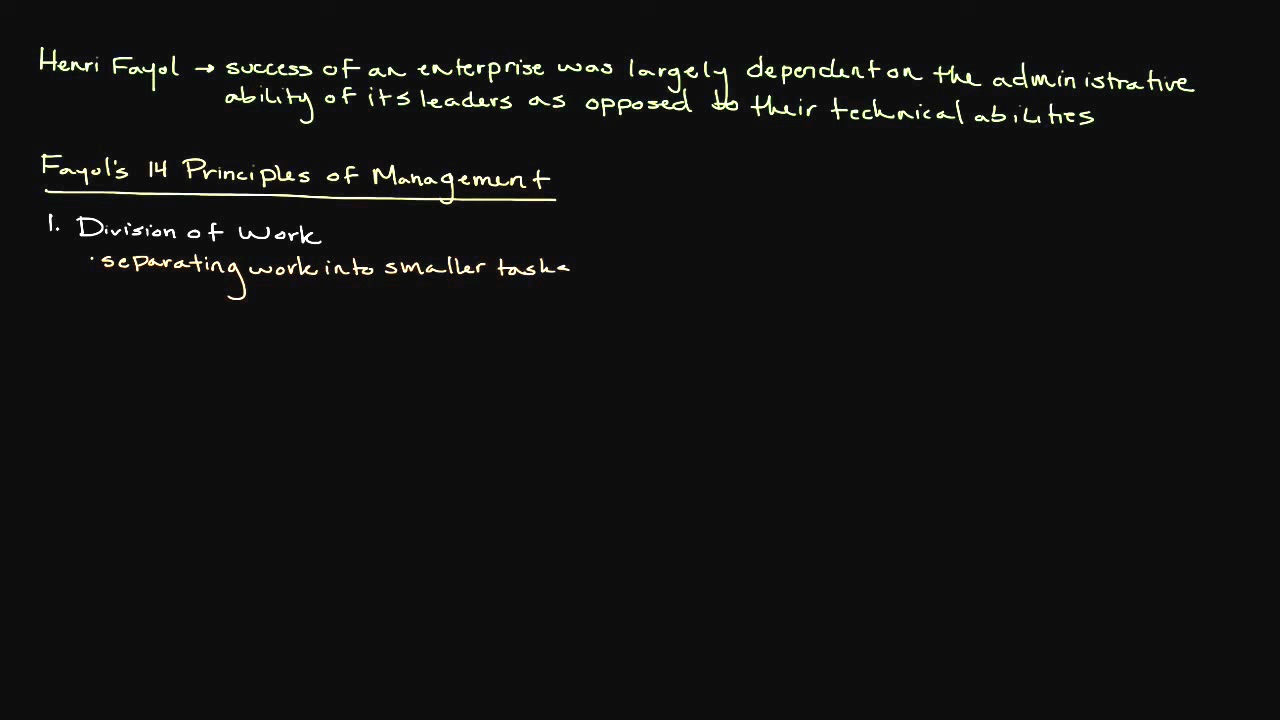 Henri Fayol → success of an enterprise was largely dependent on the administrative
ability of its leaders as opposed to their technical abilities
Fayol's 14 Principles of Management
1. Division of Work
· separating work into smaller tasks